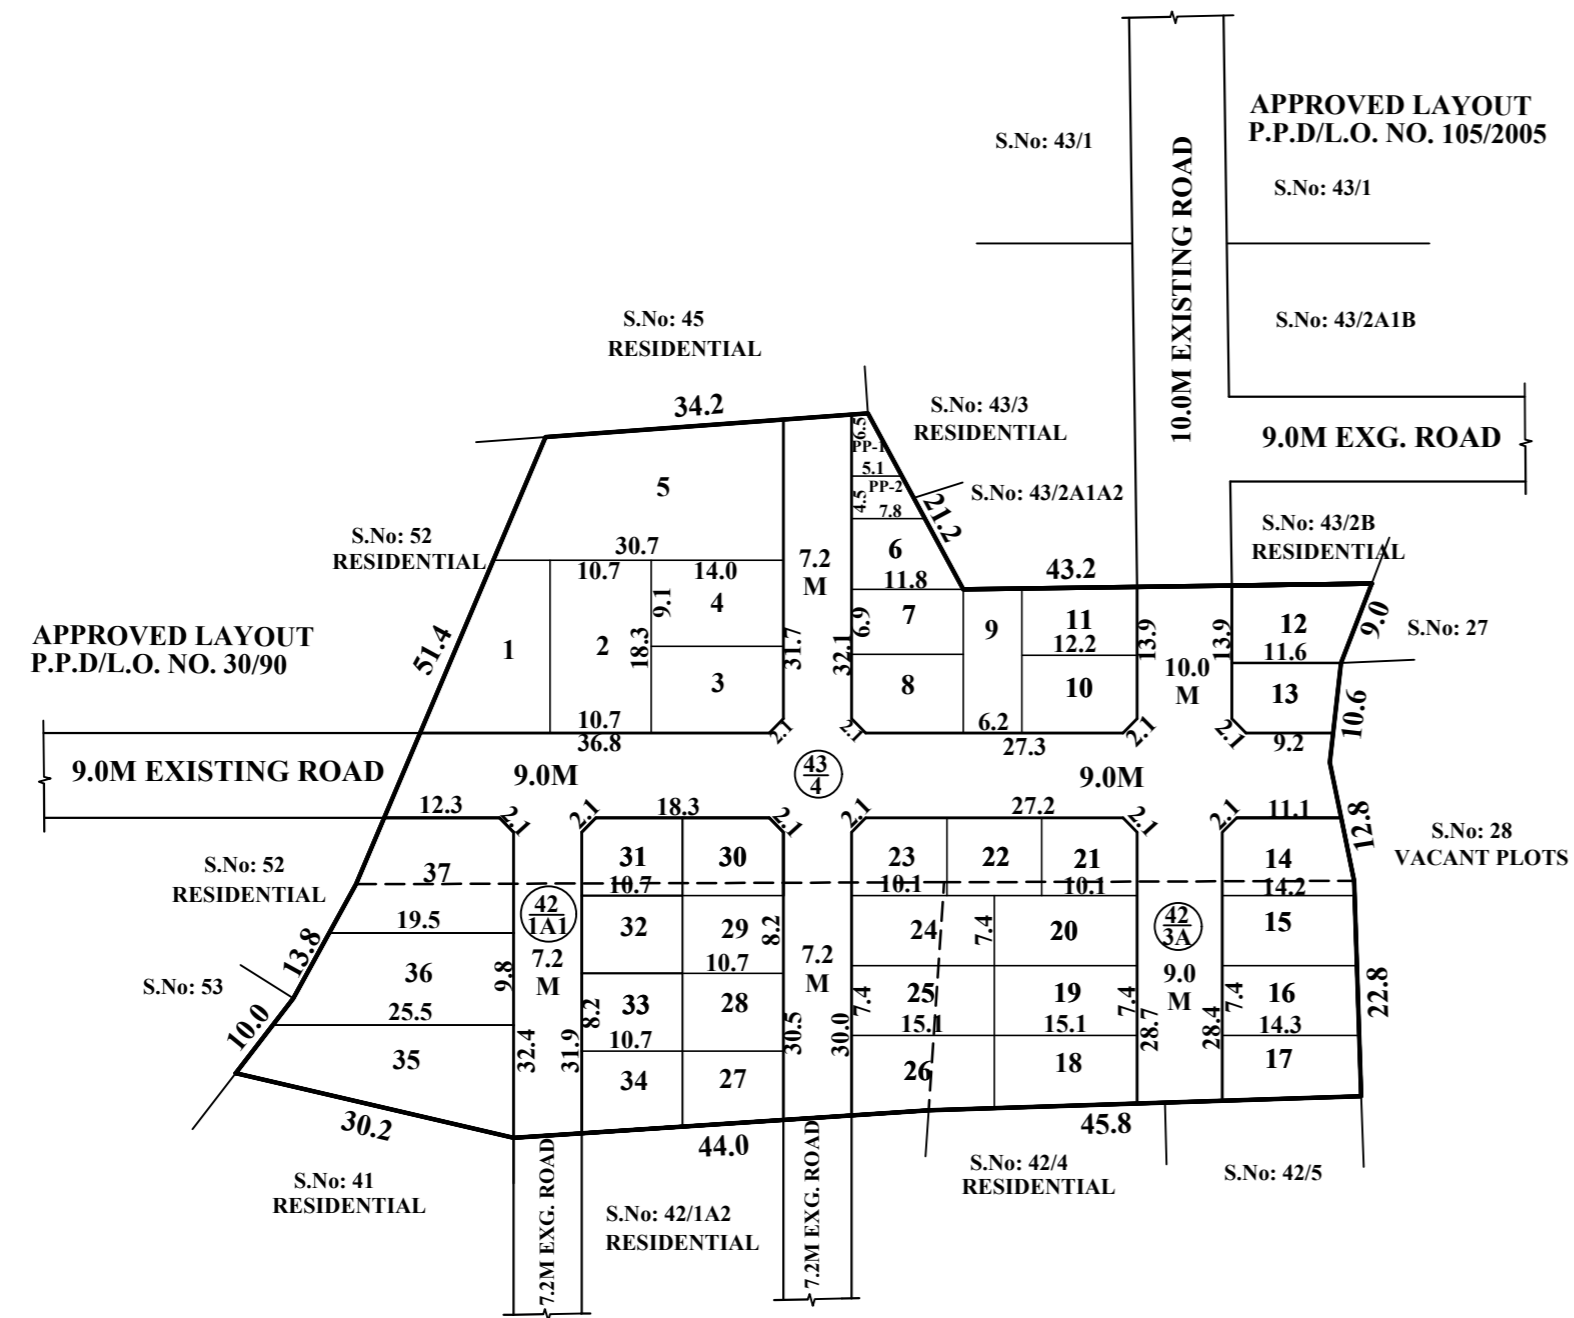 APPROVED LAYOUT
P.P.D/L.O. NO. 105/2005
S.No: 43/1
S.No: 43/1
10.0M EXISTING ROAD
S.No: 43/2A1B
S.No: 45
RESIDENTIAL
34.2
S.No: 43/3
RESIDENTIAL
9.0M EXG. ROAD
6.5
PP-1
5.1
5
PP-2
4.5
7.8
21.2
S.No: 43/2A1A2
S.No: 43/2B
RESIDENTIAL
S.No: 52
RESIDENTIAL
30.7
10.7
14.0
7.2
M
6
11.8
43.2
9.1
4
6.9
7
9
11
12.2
13.9
13.9
12
11.6
9.0
S.No: 27
APPROVED LAYOUT
P.P.D/L.O. NO. 30/90
51.4
1
2
18.3
31.7
32.1
3
8
10
10.0
M
13
10.6
10.7
36.8
2.1
2.1
6.2
27.3
2.1
2.1
9.2
9.0M EXISTING ROAD
9.0M
43
4
9.0M
12.3
2.1
2.1
18.3
2.1
2.1
27.2
2.1
2.1
11.1
12.8
S.No: 28
VACANT PLOTS
S.No: 52
RESIDENTIAL
37
31
30
23
22
21
14
10.7
10.1
10.1
14.2
19.5
42
1A1
32
29
8.2
24
7.4
20
42
3A
15
7.2
M
10.7
7.2
M
9.0
M
S.No: 53
13.8
36
9.8
8.2
33
28
7.4
25
19
7.4
7.4
16
22.8
10.0
25.5
10.7
15.1
15.1
14.3
35
32.4
31.9
34
27
30.5
30.0
26
18
28.7
28.4
17
30.2
44.0
45.8
S.No: 41
RESIDENTIAL
7.2M EXG. ROAD
S.No: 42/1A2
RESIDENTIAL
7.2M EXG. ROAD
S.No: 42/4
RESIDENTIAL
S.No: 42/5